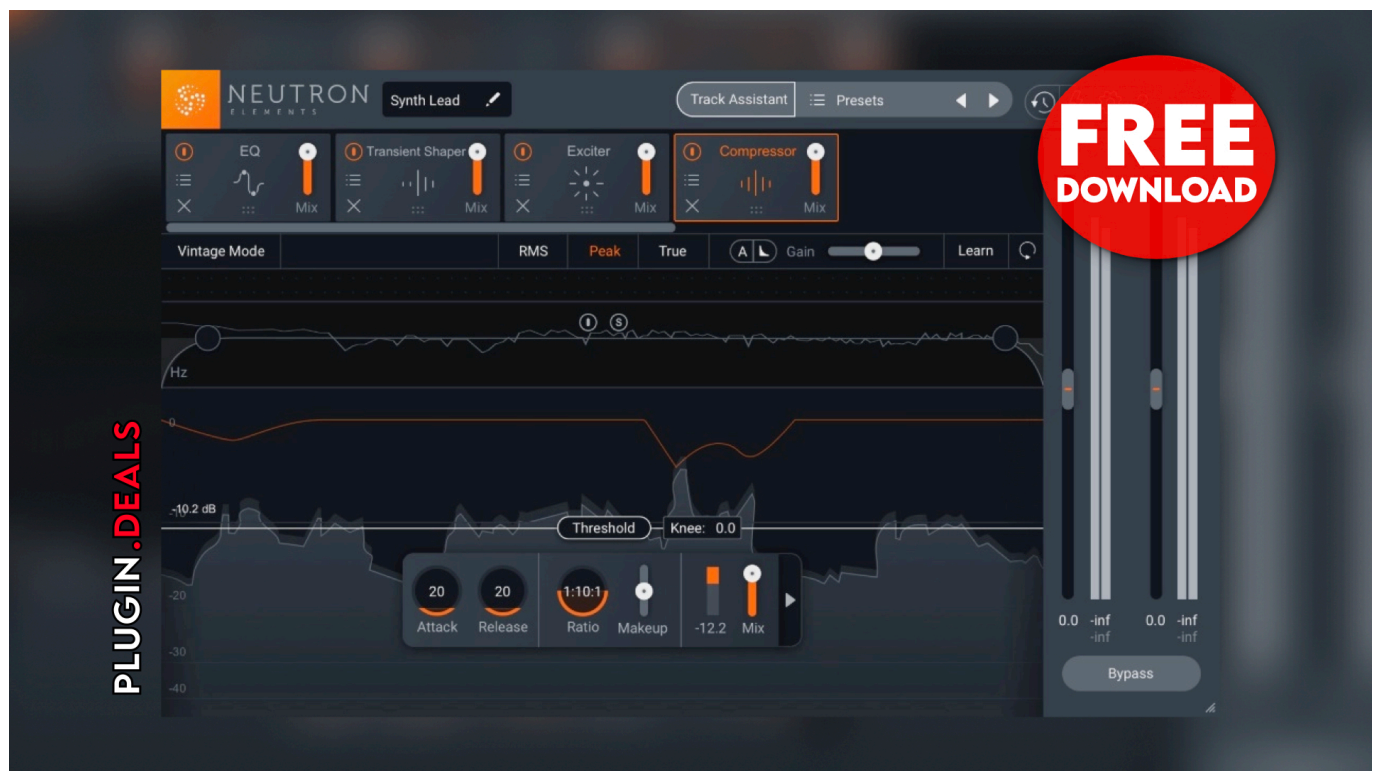 NEUTRON
ELEMENTS
Synth Lead
Track Assistant
Presets
FREE
DOWNLOAD
EQ
Mix
Transient Shaper
Mix
Exciter
Mix
Compressor
Mix
Vintage Mode
RMS
Peak
True
A
Gain
Learn
S
Hz
0
-10.2 dB
Threshold
Knee: 0.0
20
Attack
20
Release
1:10:1
Ratio
Makeup
-12.2
Mix
-20
-30
-40
0.0 -inf
-inf
0.0 -inf
-inf
Bypass
PLUGIN.DEALS